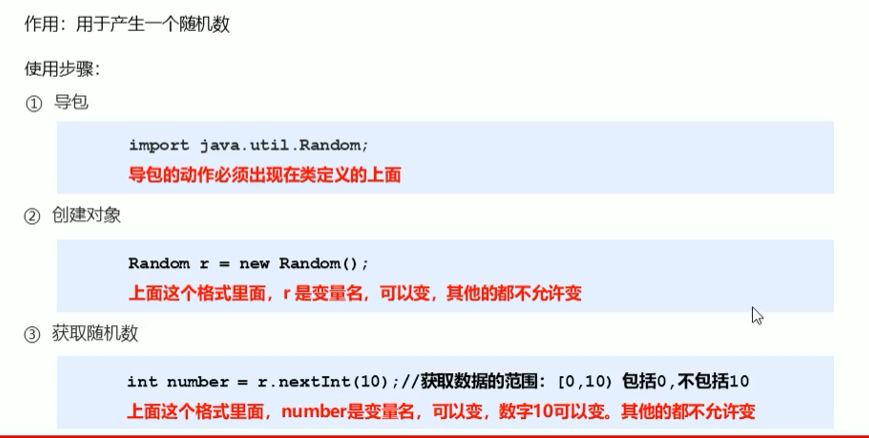 作用：用于产生一个随机数
使用步骤：
① 导包
import java.util.Random;
导包的动作必须出现在类定义的上面
② 创建对象
Random r = new Random();
上面这个格式里面，r 是变量名，可以变，其他的都不允许变
③ 获取随机数
int number = r.nextInt(10);//获取数据的范围：[0,10) 包括0,不包括10
上面这个格式里面，number是变量名，可以变，数字10可以变。其他的都不允许变